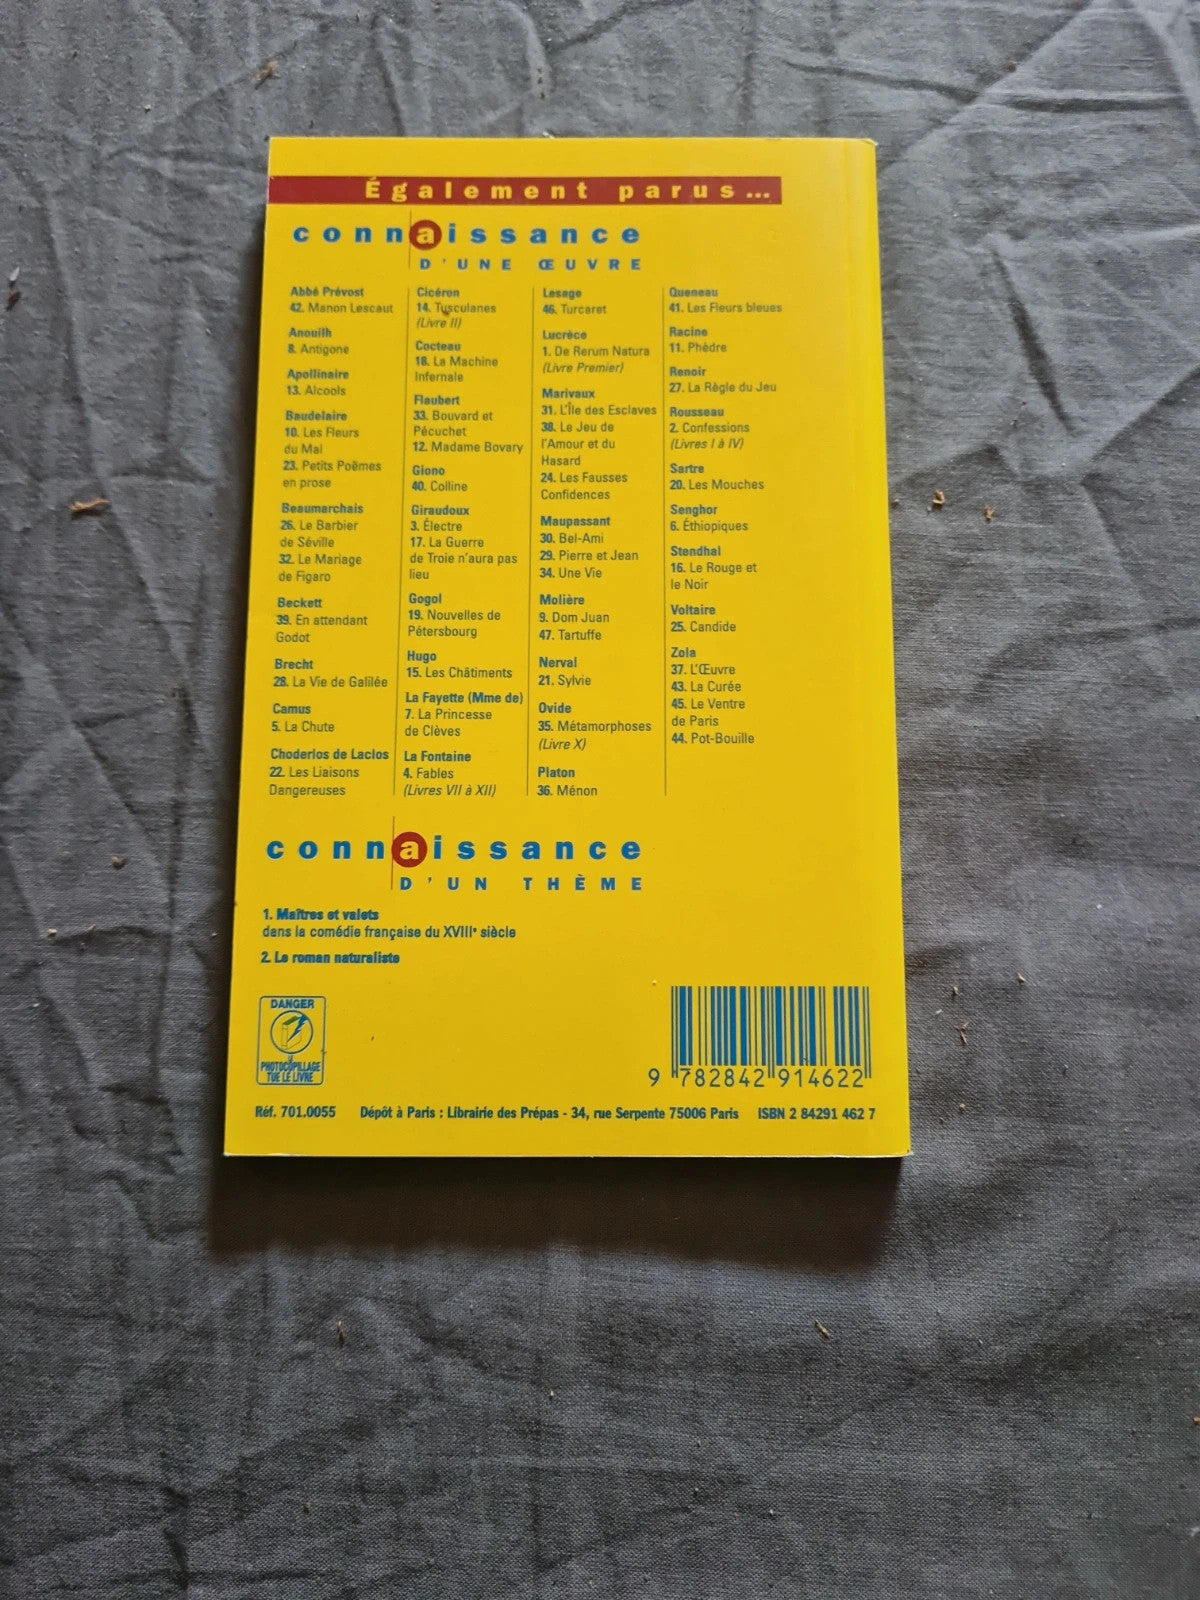 Également parus...
connaissance
D'UNE ŒUVRE
Abbé Prévost
42. Manon Lescaut
Anouilh
8. Antigone
Apollinaire
13. Alcools
Baudelaire
10. Les Fleurs
du Mal
23. Petits Poëmes
en prose
Beaumarchais
26. Le Barbier
de Séville
32. Le Mariage
de Figaro
Beckett
39. En attendant
Godot
Brecht
28. La Vie de Galilée
Camus
5. La Chute
Choderlos de Laclos
22. Les Liaisons
Dangereuses
Cicéron
14. Tusculanes
(Livre II)
Cocteau
18. La Machine
Infernale
Flaubert
33. Bouvard et
Pécuchet
12. Madame Bovary
Giono
40. Colline
Giraudoux
3. Électre
17. La Guerre
de Troie n'aura pas
lieu
Gogol
19. Nouvelles de
Pétersbourg
Hugo
15. Les Châtiments
La Fayette (Mme de)
7. La Princesse
de Clèves
La Fontaine
4. Fables
(Livres VII à XII)
Lesage
46. Turcaret
Lucrèce
1. De Rerum Natura
(Livre Premier)
Marivaux
31. L'Île des Esclaves
38. Le Jeu de
l'Amour et du
Hasard
24. Les Fausses
Confidences
Maupassant
30. Bel-Ami
29. Pierre et Jean
34. Une Vie
Molière
9. Dom Juan
47. Tartuffe
Nerval
21. Sylvie
Ovide
35. Métamorphoses
(Livre X)
Platon
36. Ménon
Queneau
41. Les Fleurs bleues
Racine
11. Phèdre
Renoir
27. La Règle du Jeu
Rousseau
2. Confessions
(Livres I à IV)
Sartre
20. Les Mouches
Senghor
6. Éthiopiques
Stendhal
16. Le Rouge et
le Noir
Voltaire
25. Candide
Zola
37. L'Œuvre
43. La Curée
45. Le Ventre
de Paris
44. Pot-Bouille
connaissance
D'UN THÈME
1. Maîtres et valets
dans la comédie française du XVIIIe siècle
2. Le roman naturaliste
DANGER
LE
PHOTOCOPILLAGE
TUE LE LIVRE
9 782842 914622
Réf. 701.0055 Dépôt à Paris : Librairie des Prépas - 34, rue Serpente 75006 Paris ISBN 2 84291 462 7